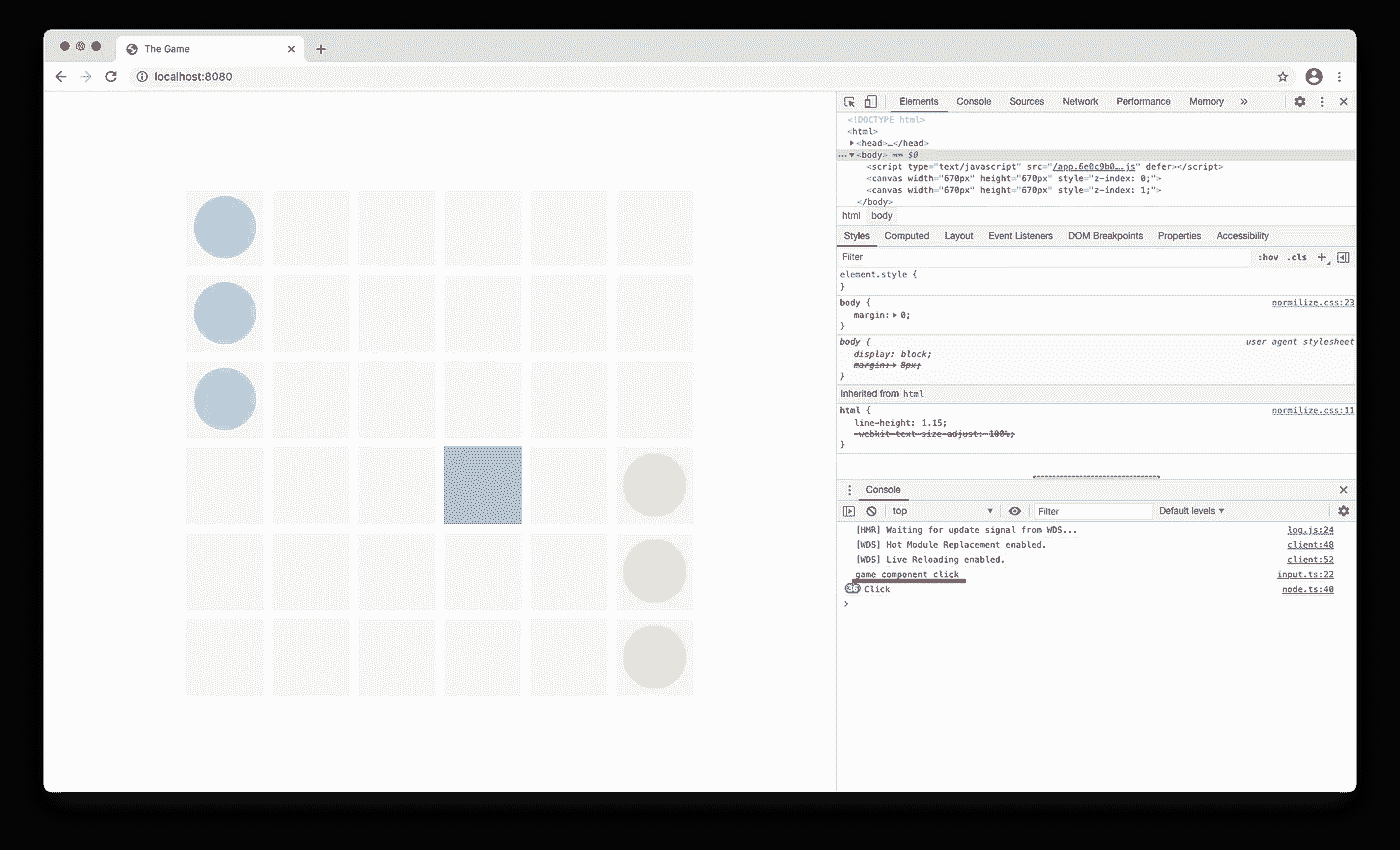 The Game
localhost:8080
Elements Console Sources Network Performance Memory »
<!DOCTYPE html>
<html>
<head>…</head>
<body> == $0
<script type="text/javascript" src="/app.6e0c9b0….js" defer></script>
<canvas width="670px" height="670px" style="z-index: 0;">
<canvas width="670px" height="670px" style="z-index: 1;">
</body>
html body
Styles Computed Layout Event Listeners DOM Breakpoints Properties Accessibility
Filter :hov .cls +
element.style {
}
body { normilize.css:23
margin: 0;
}
body { user agent stylesheet
display: block;
margin: 8px;
}
Inherited from html
html { normilize.css:11
line-height: 1.15;
-webkit-text-size-adjust: 100%;
}
Console
top Filter Default levels
[HMR] Waiting for update signal from WDS... log.js:24
[WDS] Hot Module Replacement enabled. client:48
[WDS] Live Reloading enabled. client:52
game component click input.ts:22
Click node.ts:40
>